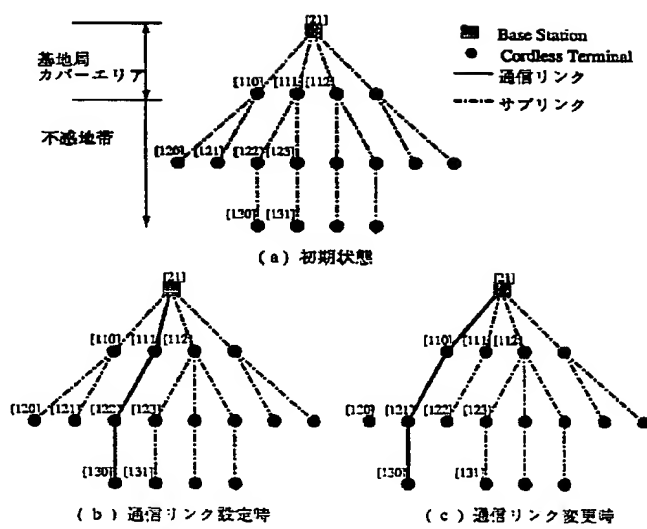 [21]
Base Station
Cordless Terminal
通信リンク
サブリンク
基地局
カバーエリア
不感地帯
[110] [111] [112]
[120] [121] [122] [123]
[130] [131]
(a) 初期状態
[21]
[110] [111] [112]
[120] [121] [122] [123]
[130] [131]
(b) 通信リンク設定時
[21]
[110] [111] [112]
[120] [121] [122] [123]
[130] [131]
(c) 通信リンク変更時